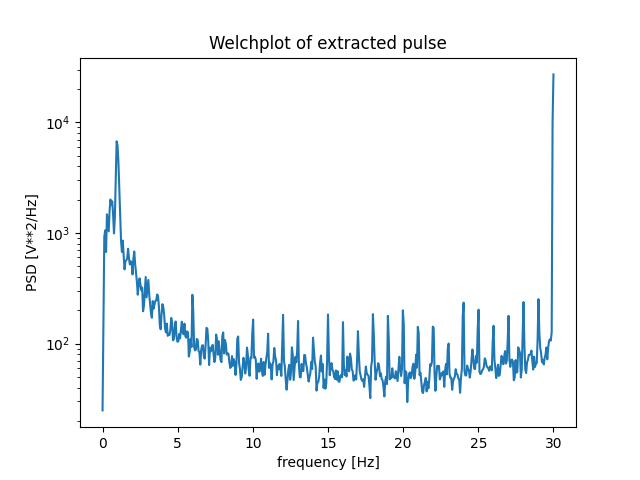 Welchplot of extracted pulse
10^4
10^3
10^2
PSD [V**2/Hz]
0 5 10 15 20 25 30
frequency [Hz]